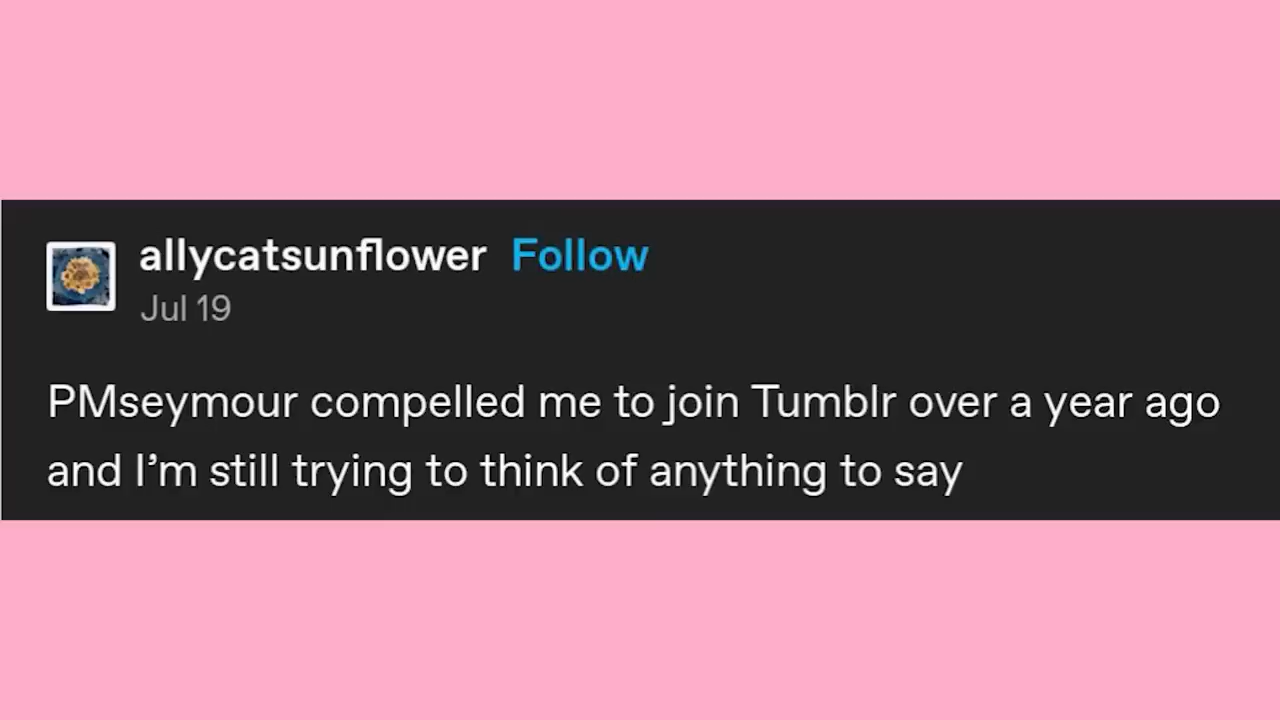 allycatsunflower Follow
Jul 19
PMseymour compelled me to join Tumblr over a year ago
and I’m still trying to think of anything to say